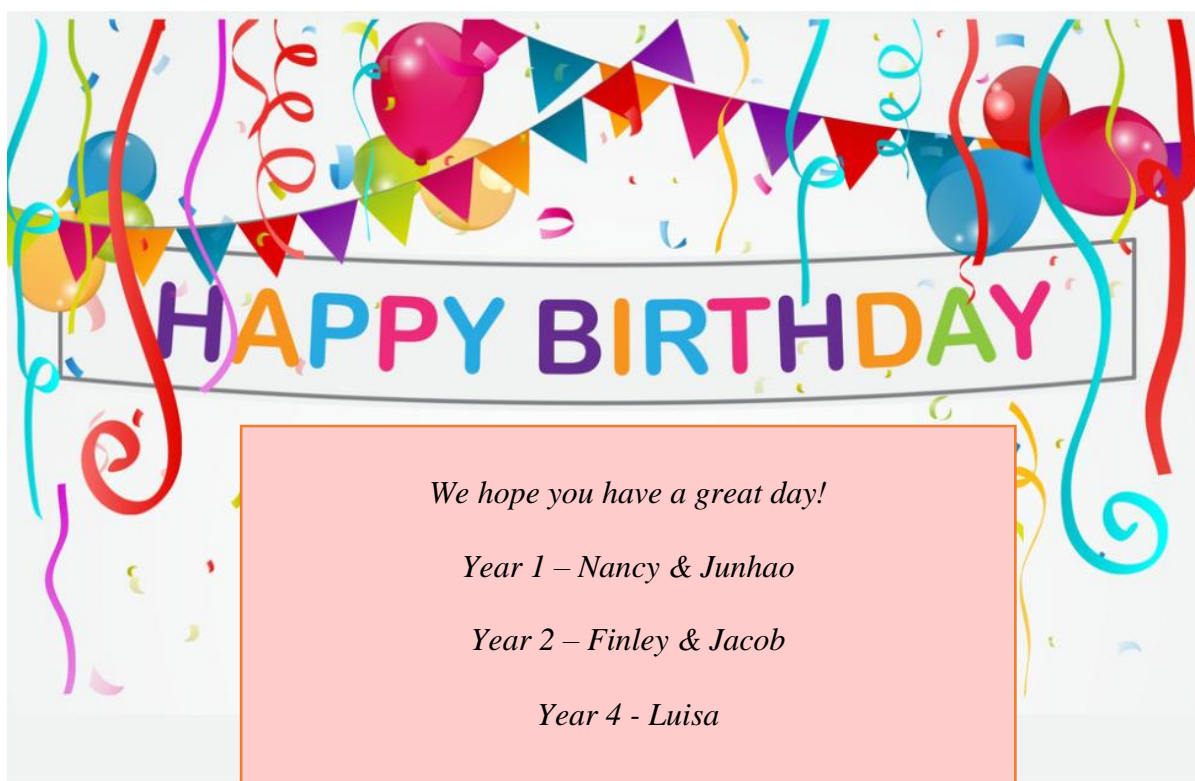 HAPPY BIRTHDAY
We hope you have a great day!
Year 1 – Nancy & Junhao
Year 2 – Finley & Jacob
Year 4 - Luisa